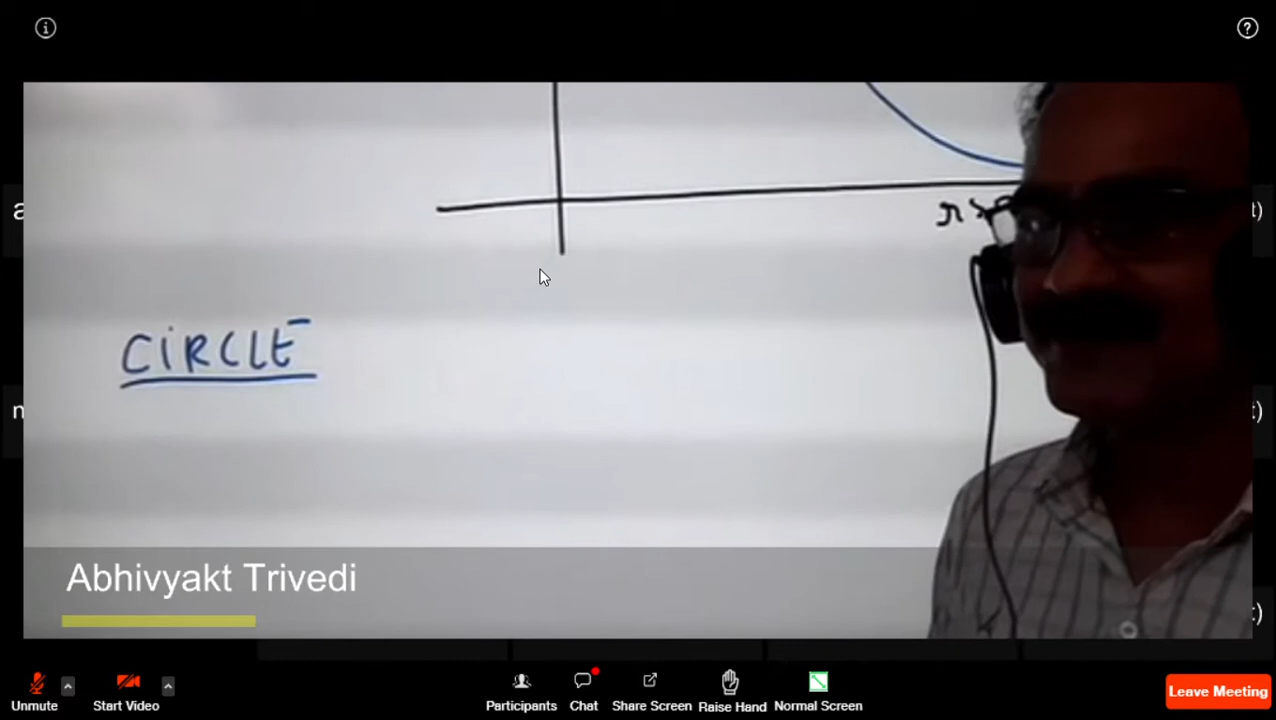 CIRCLE
Abhivyakt Trivedi
Unmute
Start Video
Participants
Chat
Share Screen
Raise Hand
Normal Screen
Leave Meeting